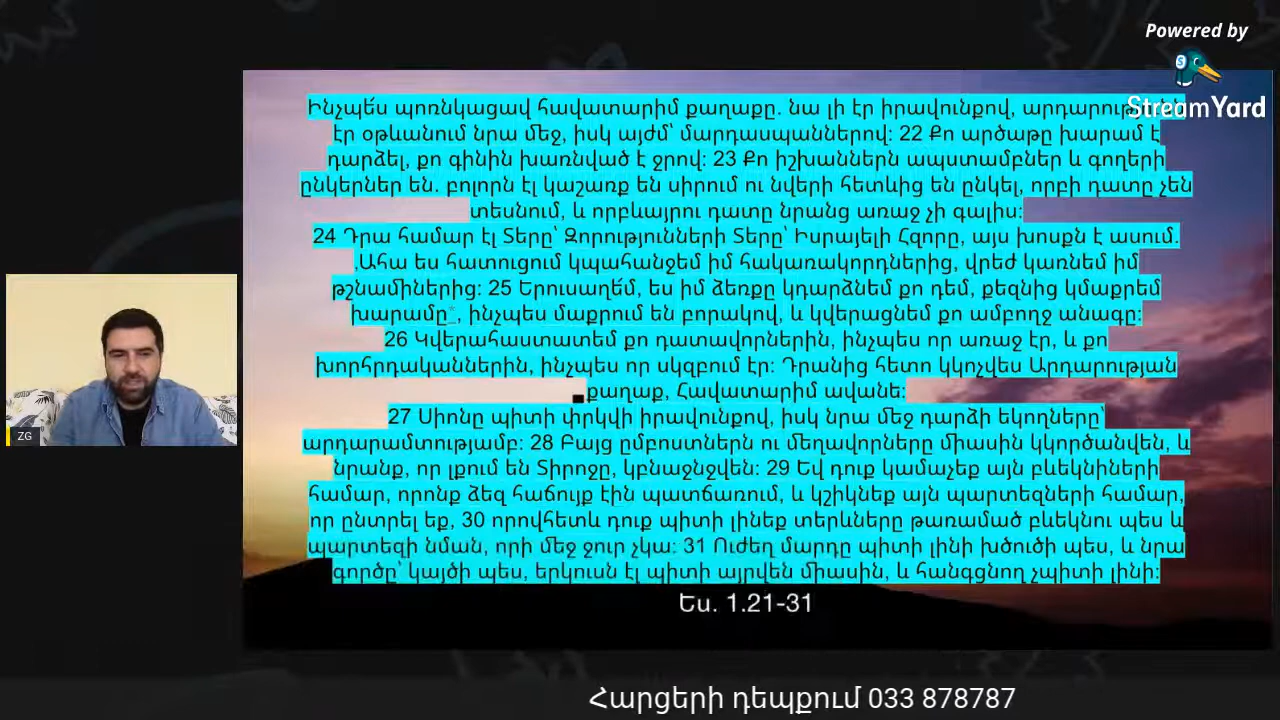 Powered by
StreamYard
Ինչպե՜ս պոռնկացավ հավատարիմ քաղաքը. նա լի էր իրավունքով,
էր օթևանում նրա մեջ, իսկ այժմ՝ մարդասպաններով: 22 Քո արծաթը խարամ է
դարձել, քո գինին խառնված է ջրով: 23 Քո իշխաններն ապստամբներ և գողերի
ընկերներ են. բոլորն էլ կաշառք են սիրում ու նվերի հետևից են ընկել, որբի դատը չեն
տեսնում, և որբևայրու դատը նրանց առաջ չի գալիս:
24 Դրա համար էլ Տերը՝ Զորությունների Տերը՝ Իսրայելի Հզորը, այս խոսքն է ասում.
,Ահա ես հատուցում կպահանջեմ իմ հակառակորդներից, վրեժ կառնեմ իմ
թշնամիներից: 25 Երուսաղե՜մ, ես իմ ձեռքը կդարձնեմ քո դեմ, քեզնից կմաքրեմ
խարամը*, ինչպես մաքրում են բորակով, և կվերացնեմ քո ամբողջ անագը:
26 Կվերահաստատեմ քո դատավորներին, ինչպես որ առաջ էր, և քո
խորհրդականներին, ինչպես որ սկզբում էր: Դրանից հետո կկոչվես Արդարության
քաղաք, Հավատարիմ ավանե:
27 Սիոնը պիտի փրկվի իրավունքով, իսկ նրա մեջ դարձի եկողները՝
արդարամտությամբ: 28 Բայց ըմբոստներն ու մեղավորները միասին կկործանվեն, և
նրանք, որ լքում են Տիրոջը, կբնաջնջվեն: 29 Եվ դուք կամաչեք այն բևեկնիների
համար, որոնք ձեզ հաճույք էին պատճառում, և կշիկնեք այն պարտեզների համար,
որ ընտրել եք, 30 որովհետև դուք պիտի լինեք տերևները թառամած բևեկնու պես և
պարտեզի նման, որի մեջ ջուր չկա: 31 Ուժեղ մարդը պիտի լինի խծուծի պես, և նրա
գործը՝ կայծի պես, երկուսն էլ պիտի այրվեն միասին, և հանգցնող չպիտի լինի:
Ես. 1.21-31
ZG
Հարցերի դեպքում 033 878787